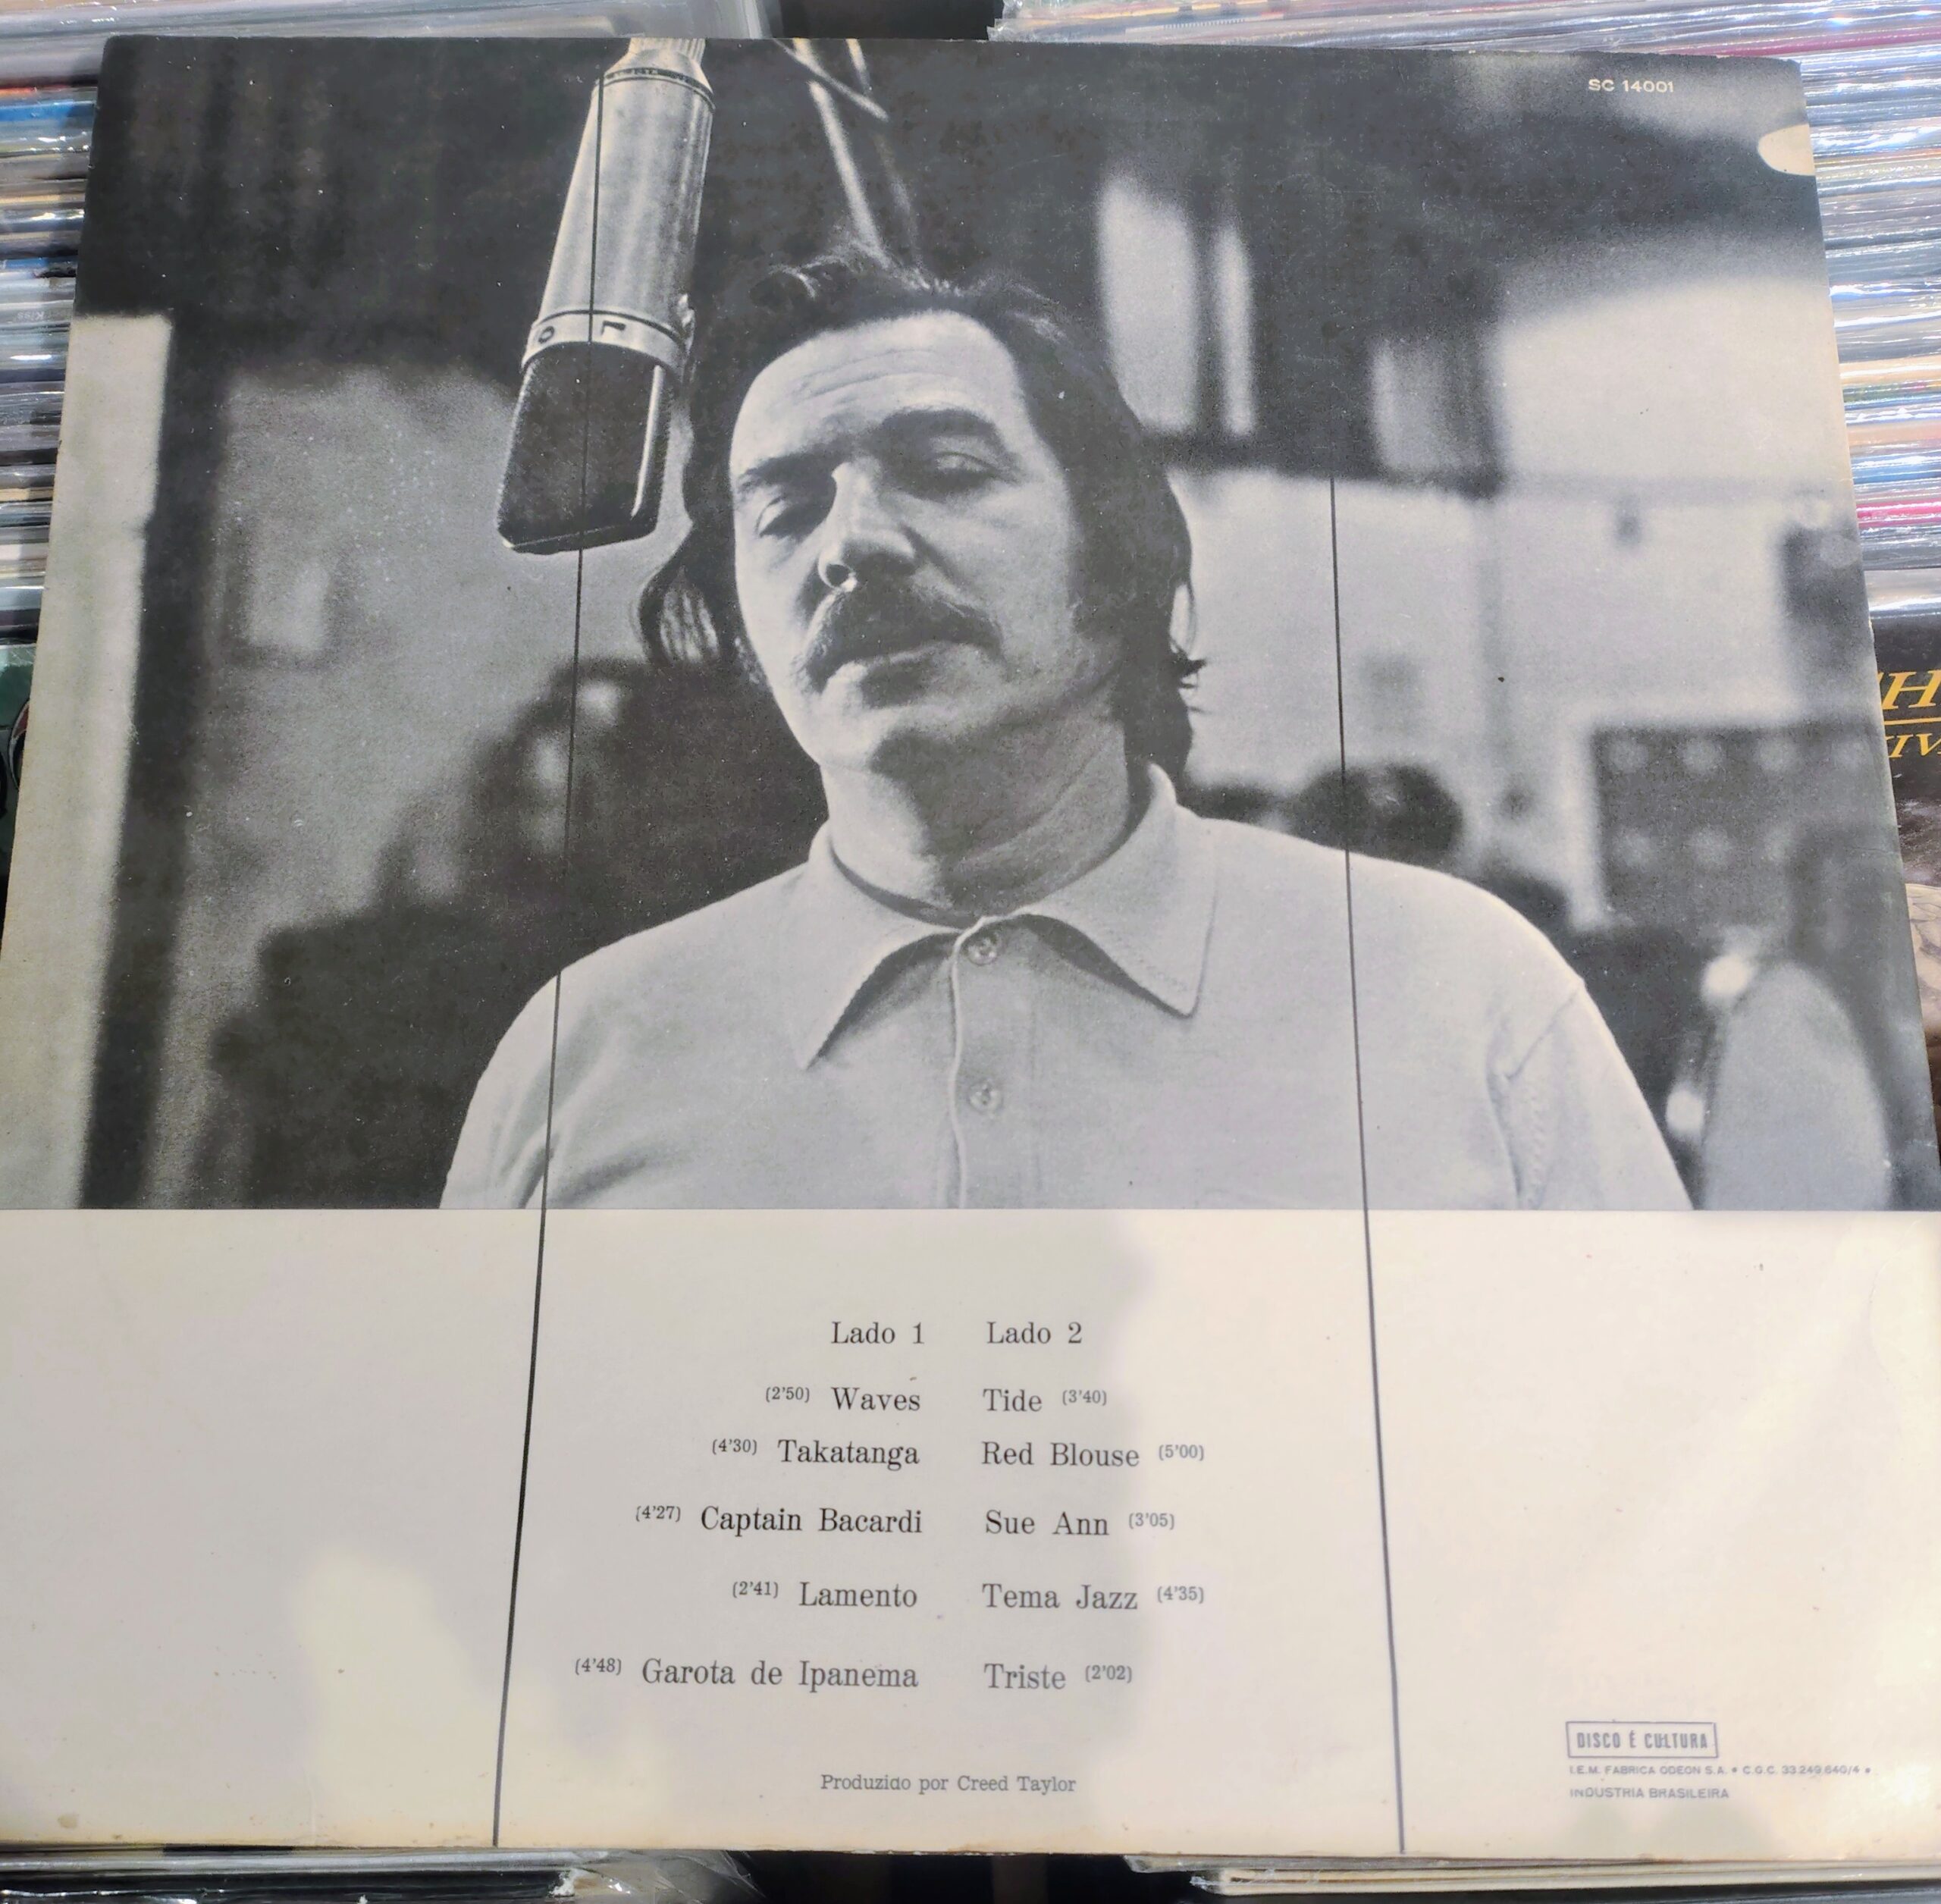 SC 14001
Lado 1 Lado 2
(2'50) Waves Tide (3'40)
(4'30) Takatanga Red Blouse (5'00)
(4'27) Captain Bacardi Sue Ann (3'05)
(2'41) Lamento Tema Jazz (4'35)
(4'48) Garota de Ipanema Triste (2'02)
Produzido por Creed Taylor
DISCO É CULTURA
I.E.M. FABRICA ODEON S.A. • C.G.C. 33.249.640/4 •
INDUSTRIA BRASILEIRA